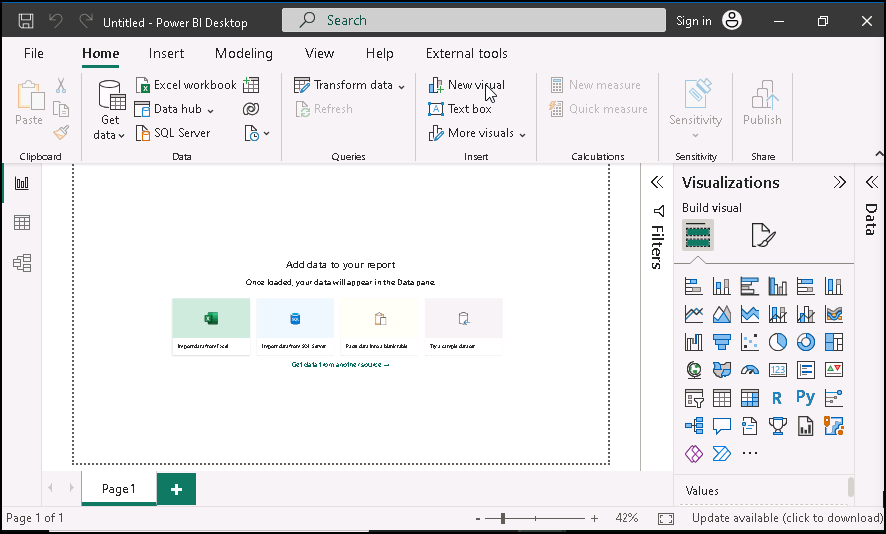 Untitled - Power BI Desktop
Search
Sign in
File Home Insert Modeling View Help External tools
Paste
Clipboard
Get data
Excel workbook
Data hub
SQL Server
Data
Transform data
Refresh
Queries
New visual
Text box
More visuals
Insert
New measure
Quick measure
Calculations
Sensitivity
Sensitivity
Publish
Share
Add data to your report
Once loaded, your data will appear in the Data pane.
Import data from Excel
Import data from SQL Server
Paste data into a blank table
Try a sample dataset
Get data from another source →
Filters
Visualizations
Build visual
123
R
Py
...
Values
Data
Page 1
Page 1 of 1
- + 42%
Update available (click to download)